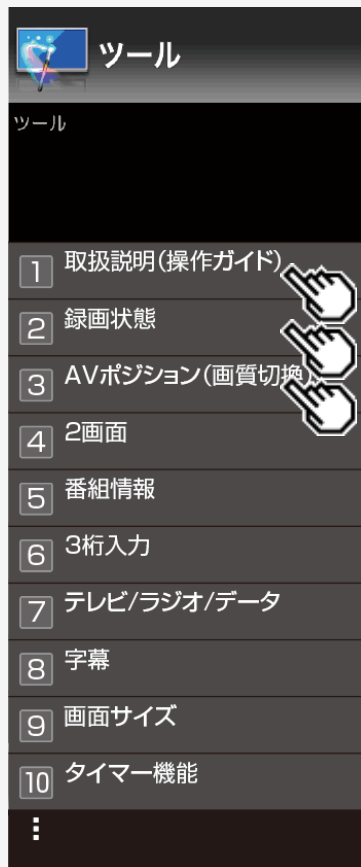 ツール
ツール
1 取扱説明(操作ガイド)
2 録画状態
3 AVポジション(画質切換)
4 2画面
5 番組情報
6 3桁入力
7 テレビ/ラジオ/データ
8 字幕
9 画面サイズ
10 タイマー機能